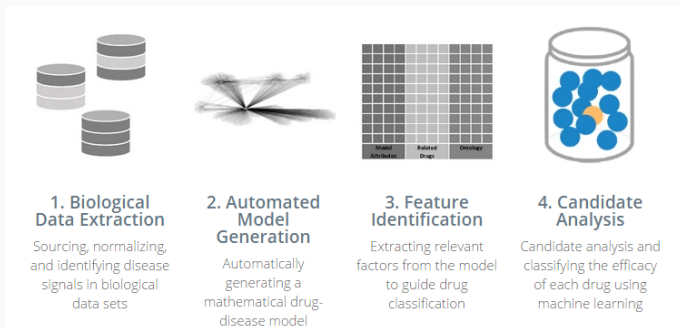 Model Attributes
Related Drugs
Ontology
1. Biological
Data Extraction
Sourcing, normalizing,
and identifying disease
signals in biological
data sets
2. Automated
Model
Generation
Automatically
generating a
mathematical drug-
disease model
3. Feature
Identification
Extracting relevant
factors from the model
to guide drug
classification
4. Candidate
Analysis
Candidate analysis and
classifying the efficacy
of each drug using
machine learning